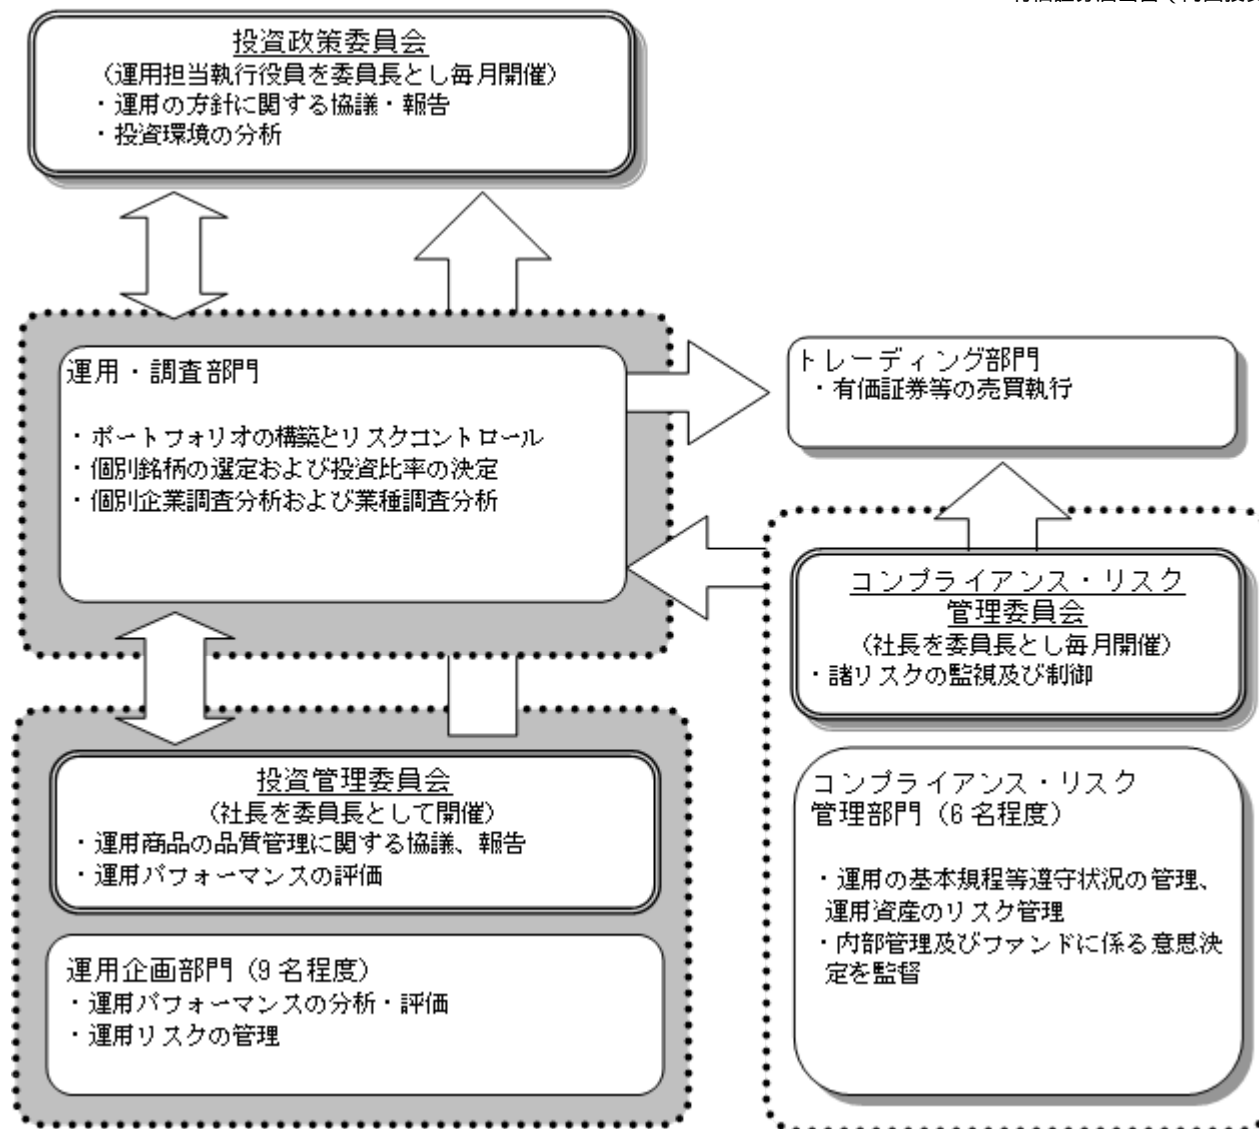 投資政策委員会
（運用担当執行役員を委員長とし毎月開催）
・運用の方針に関する協議・報告
・投資環境の分析
運用・調査部門
・ポートフォリオの構築とリスクコントロール
・個別銘柄の選定および投資比率の決定
・個別企業調査分析および業種調査分析
トレーディング部門
・有価証券等の売買執行
コンプライアンス・リスク
管理委員会
（社長を委員長とし毎月開催）
・諸リスクの監視及び制御
投資管理委員会
（社長を委員長として開催）
・運用商品の品質管理に関する協議、報告
・運用パフォーマンスの評価
運用企画部門（9名程度）
・運用パフォーマンスの分析・評価
・運用リスクの管理
コンプライアンス・リスク
管理部門（6名程度）
・運用の基本規程等遵守状況の管理、
運用資産のリスク管理
・内部管理及びファンドに係る意思決
定を監督